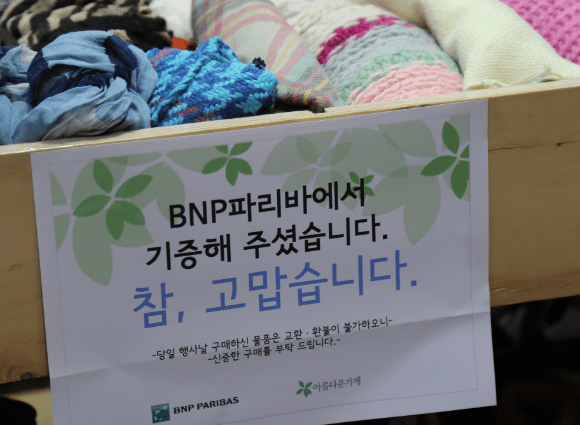 BNP파리바에서
기증해 주셨습니다.
참, 고맙습니다.
-당일 행사날 구매하신 물품은 교환·환불이 불가하오니-
-신중한 구매를 부탁 드립니다.-
BNP PARIBAS
아름다운가게